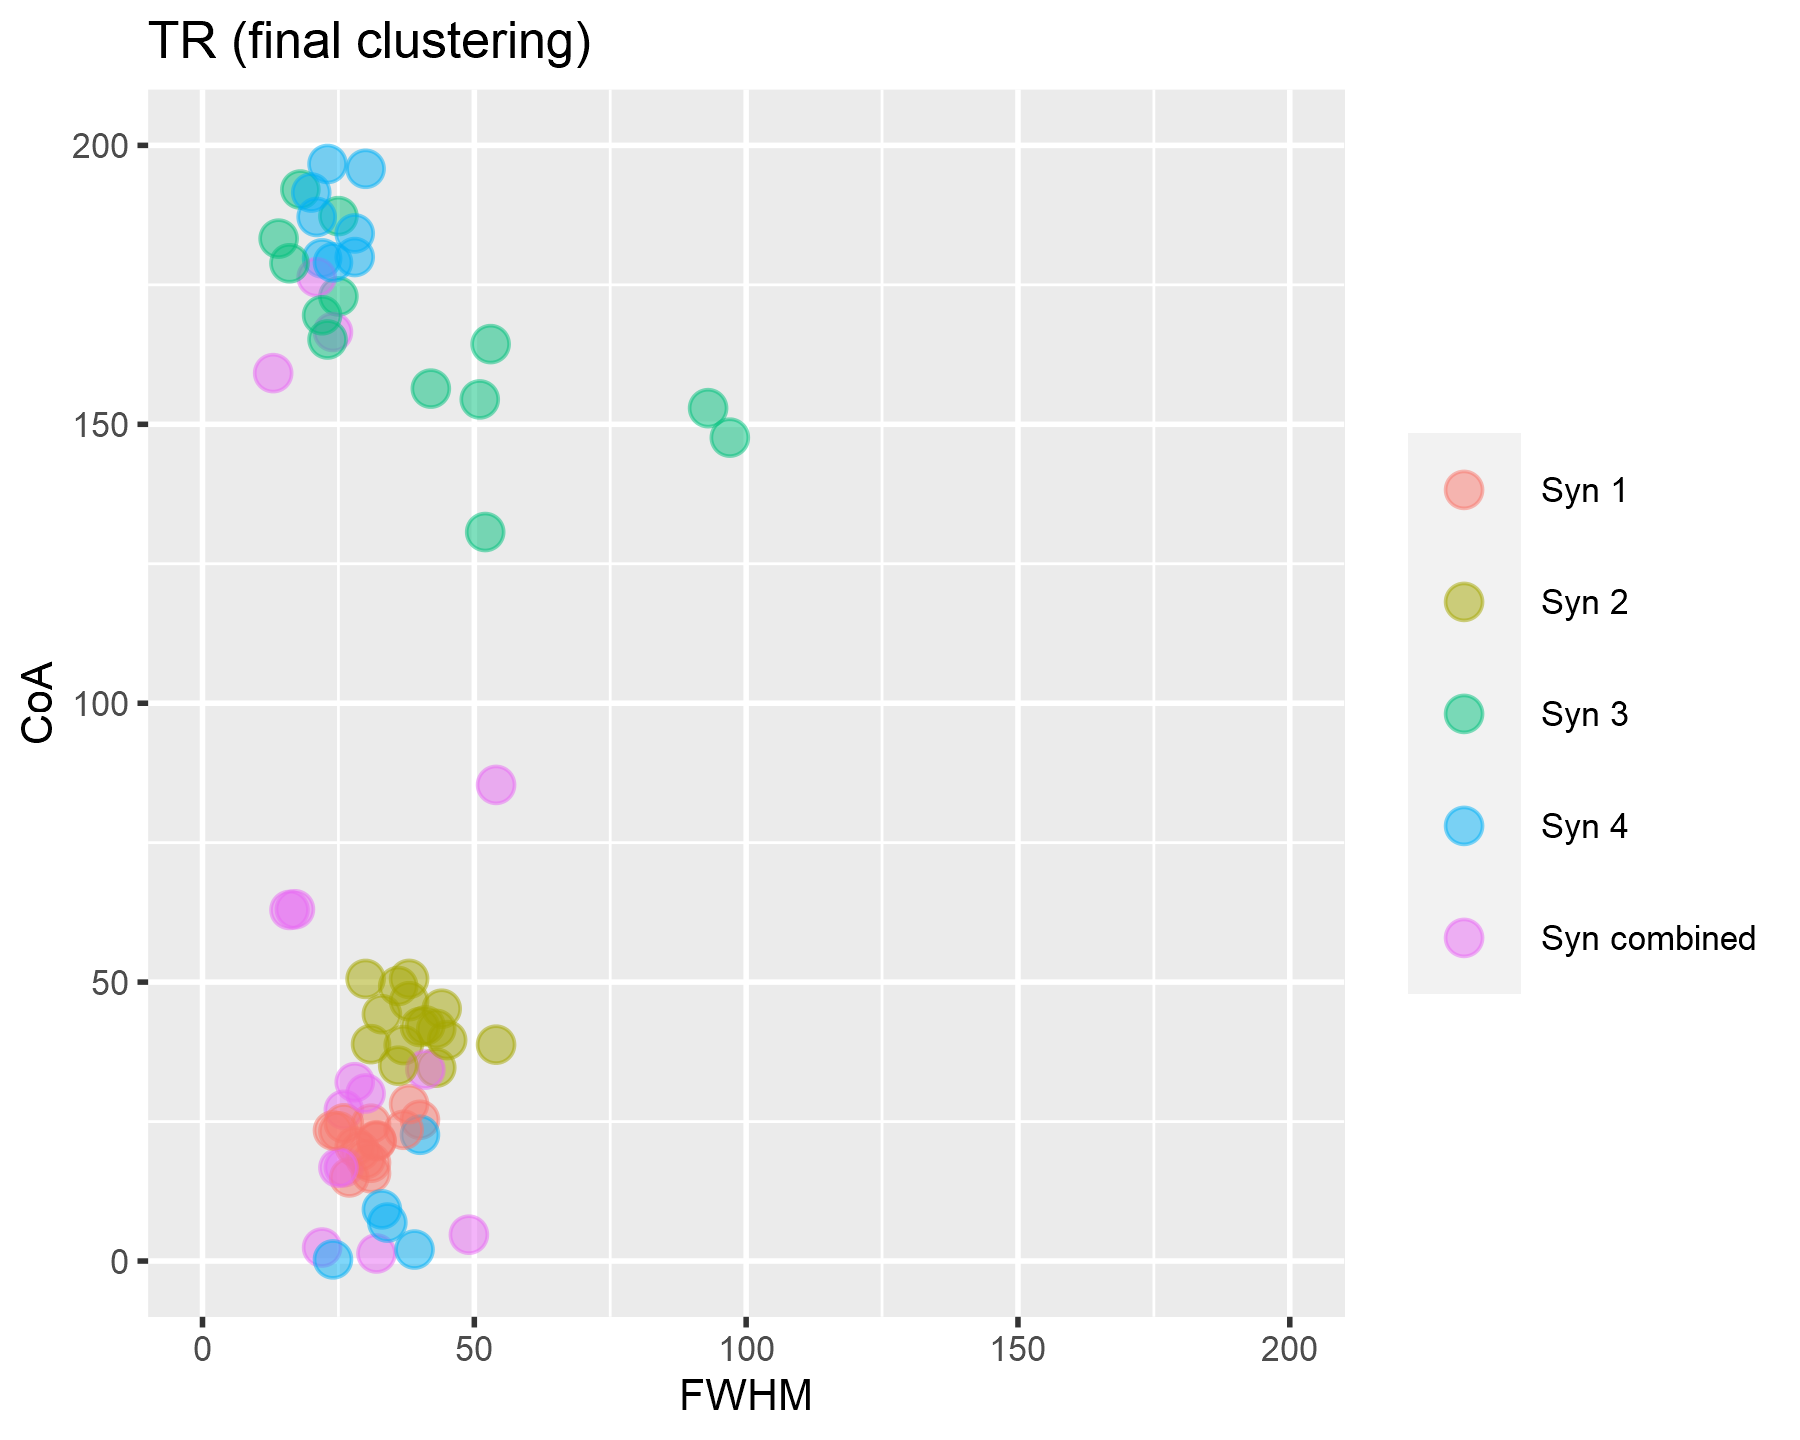 TR (final clustering)
200
150
100
50
0
CoA
0 50 100 150 200
FWHM
Syn 1
Syn 2
Syn 3
Syn 4
Syn combined